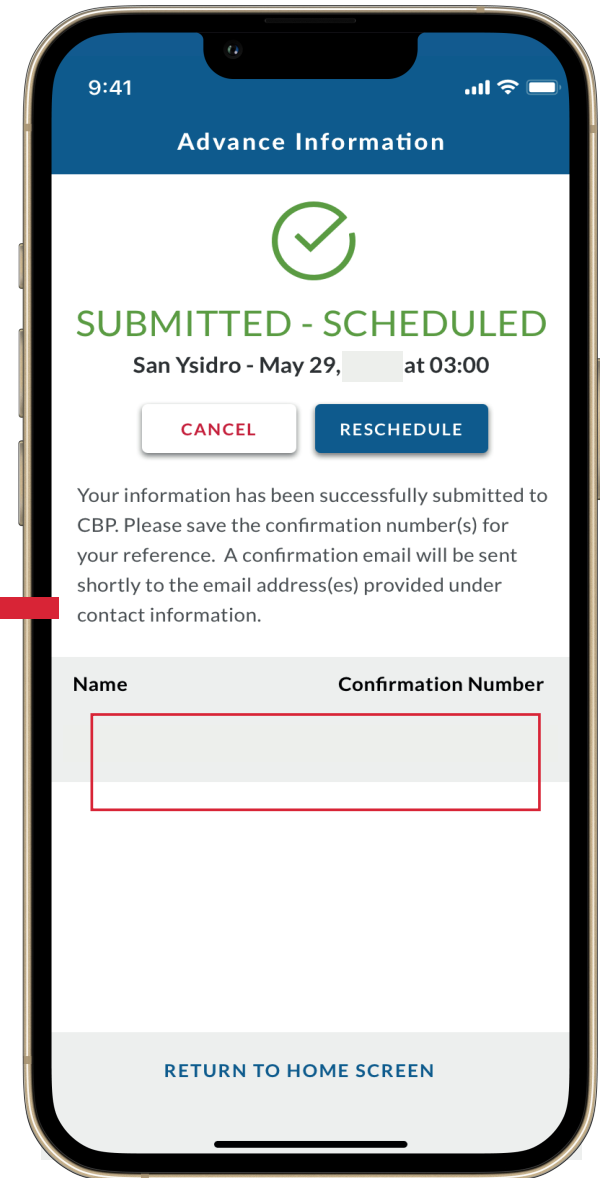 9:41
Advance Information
SUBMITTED - SCHEDULED
San Ysidro - May 29, at 03:00
CANCEL RESCHEDULE
Your information has been successfully submitted to
CBP. Please save the confirmation number(s) for
your reference. A confirmation email will be sent
shortly to the email address(es) provided under
contact information.
Name Confirmation Number
RETURN TO HOME SCREEN